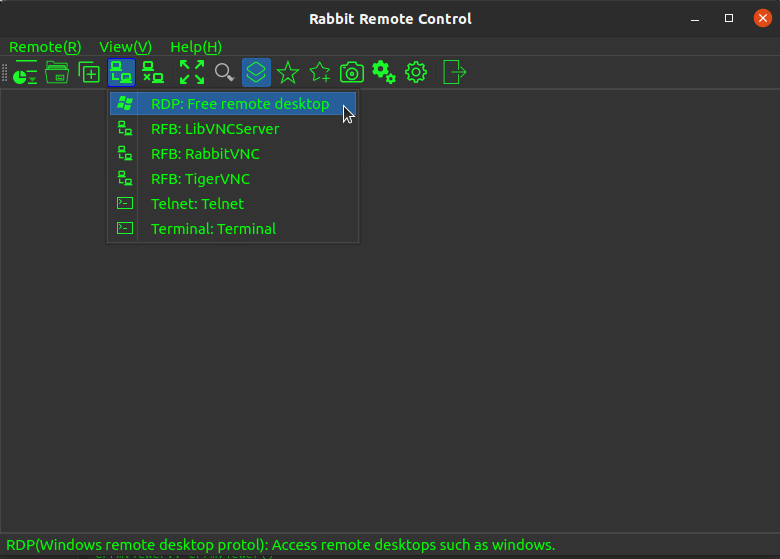 Rabbit Remote Control
Remote(R) View(V) Help(H)
RDP: Free remote desktop
RFB: LibVNCServer
RFB: RabbitVNC
RFB: TigerVNC
Telnet: Telnet
Terminal: Terminal
RDP(Windows remote desktop protol): Access remote desktops such as windows.